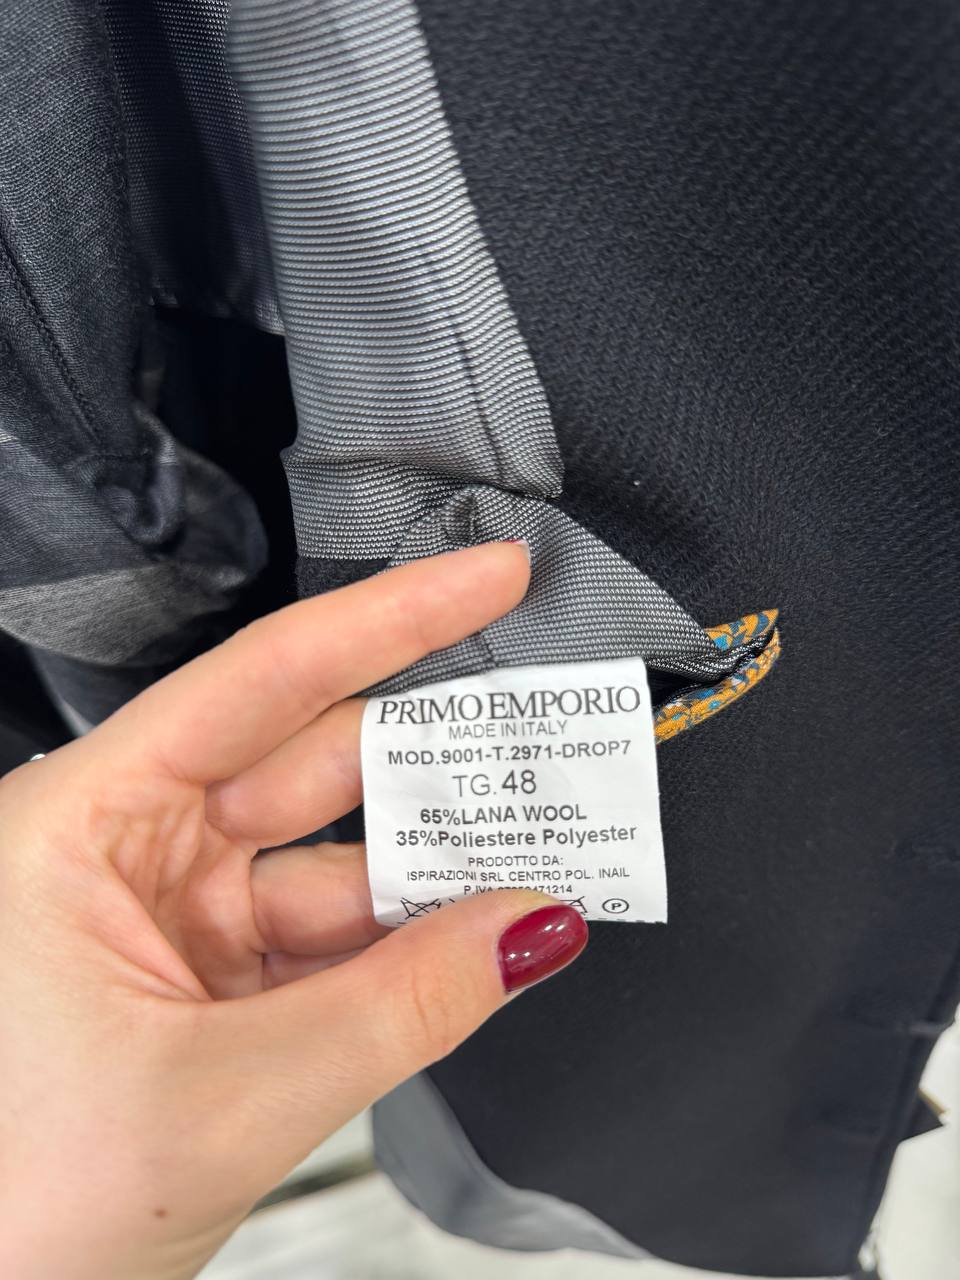 PRIMO EMPORIO
MADE IN ITALY
MOD.9001-T.2971-DROP7
TG.48
65%LANA WOOL
35%Poliestere Polyester
PRODOTTO DA:
ISPIRAZIONI SRL CENTRO POL. INAIL
P.IVA
P